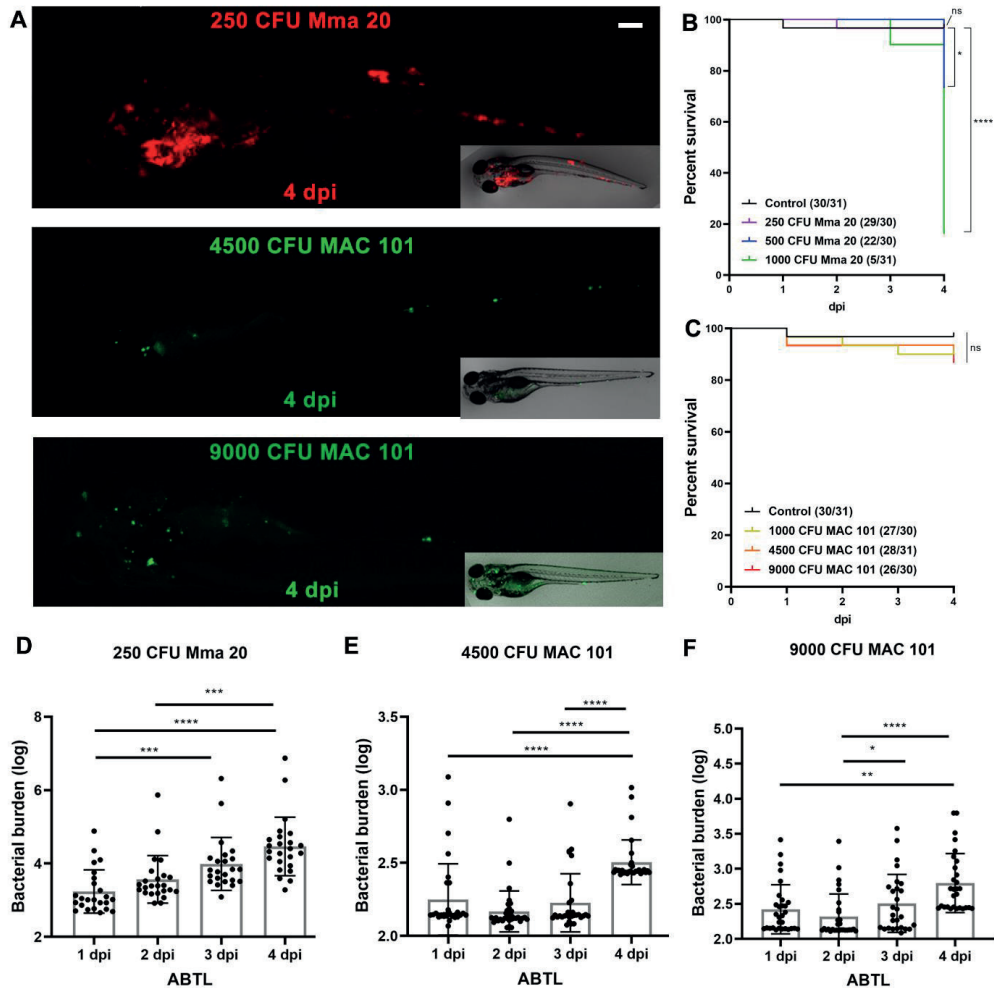 A
250 CFU Mma 20
4 dpi
4500 CFU MAC 101
4 dpi
9000 CFU MAC 101
4 dpi
B
Percent survival
100
80
60
40
20
0
0 1 2 3 4
dpi
ns
*
****
Control (30/31)
250 CFU Mma 20 (29/30)
500 CFU Mma 20 (22/30)
1000 CFU Mma 20 (5/31)
C
Percent survival
100
80
60
40
20
0
0 1 2 3 4
dpi
ns
Control (30/31)
1000 CFU MAC 101 (27/30)
4500 CFU MAC 101 (28/31)
9000 CFU MAC 101 (26/30)
D
250 CFU Mma 20
Bacterial burden (log)
8
6
4
2
***
****
***
1 dpi 2 dpi 3 dpi 4 dpi
ABTL
E
4500 CFU MAC 101
Bacterial burden (log)
3.5
3.0
2.5
2.0
****
****
****
1 dpi 2 dpi 3 dpi 4 dpi
ABTL
F
9000 CFU MAC 101
Bacterial burden (log)
5.0
4.5
4.0
3.5
3.0
2.5
2.0
****
*
**
1 dpi 2 dpi 3 dpi 4 dpi
ABTL